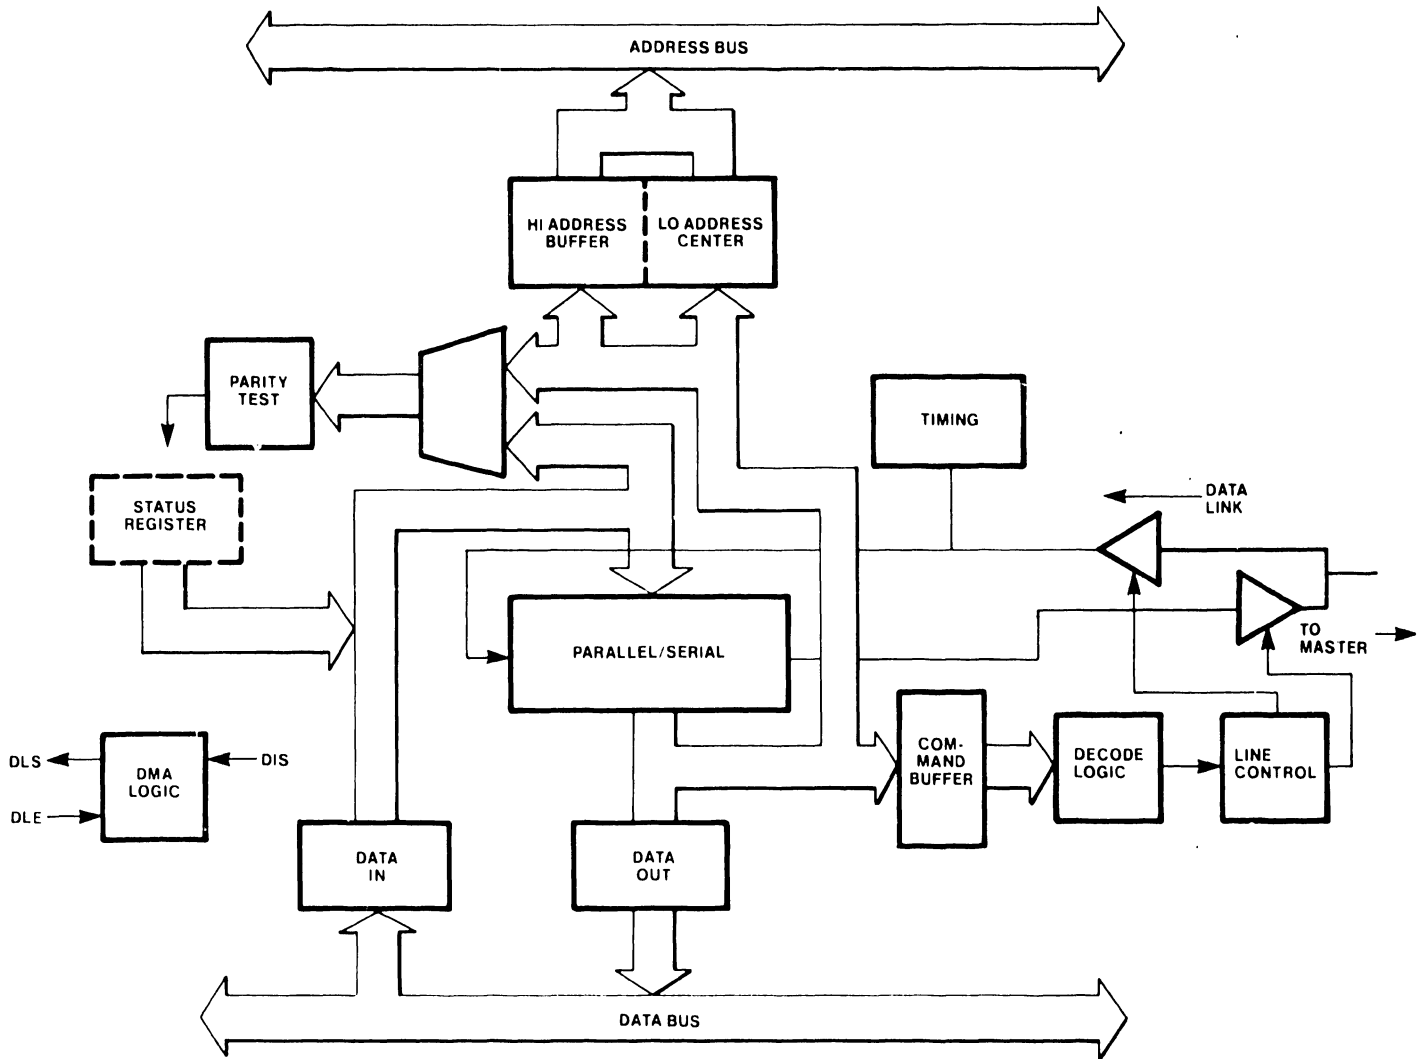 ADDRESS BUS
HI ADDRESS
BUFFER
LO ADDRESS
CENTER
PARITY
TEST
TIMING
STATUS
REGISTER
DATA
LINK
PARALLEL/SERIAL
TO
MASTER
DLS
DLE
DMA
LOGIC
DIS
COM-
MAND
BUFFER
DECODE
LOGIC
LINE
CONTROL
DATA
IN
DATA
OUT
DATA BUS